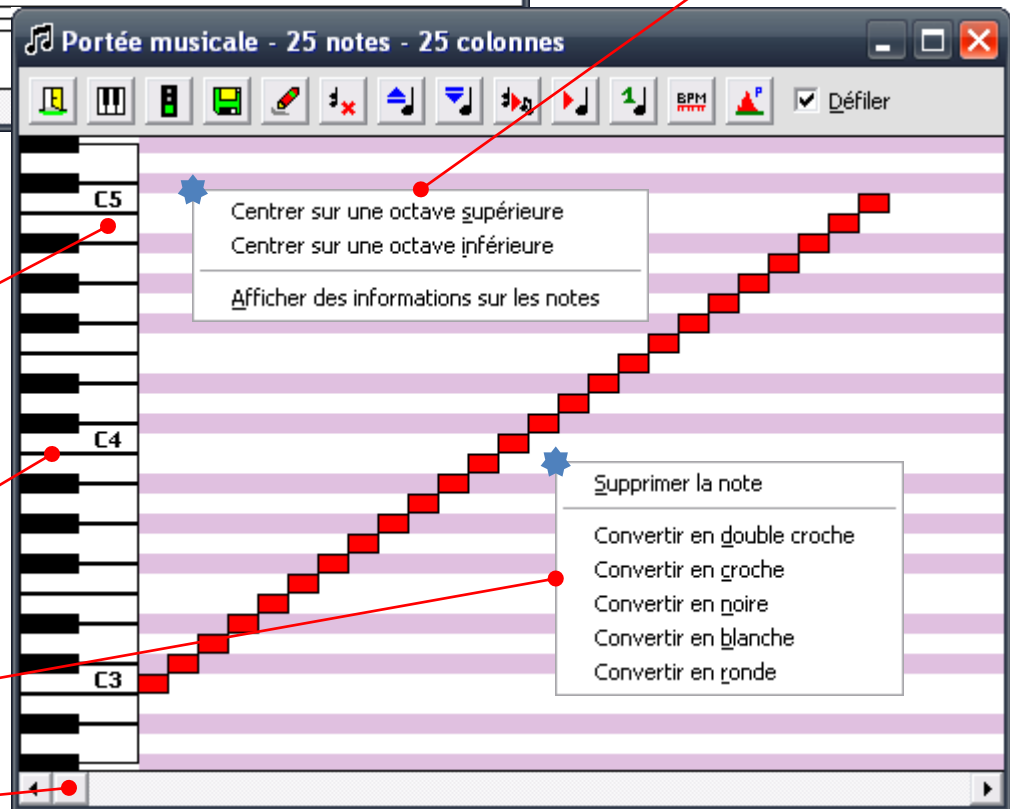 Portée musicale - 25 notes - 25 colonnes
1
BPM
P
Défiler
C5
Centrer sur une octave supérieure
Centrer sur une octave inférieure
Afficher des informations sur les notes
C4
Supprimer la note
Convertir en double croche
Convertir en croche
Convertir en noire
Convertir en blanche
Convertir en ronde
C3